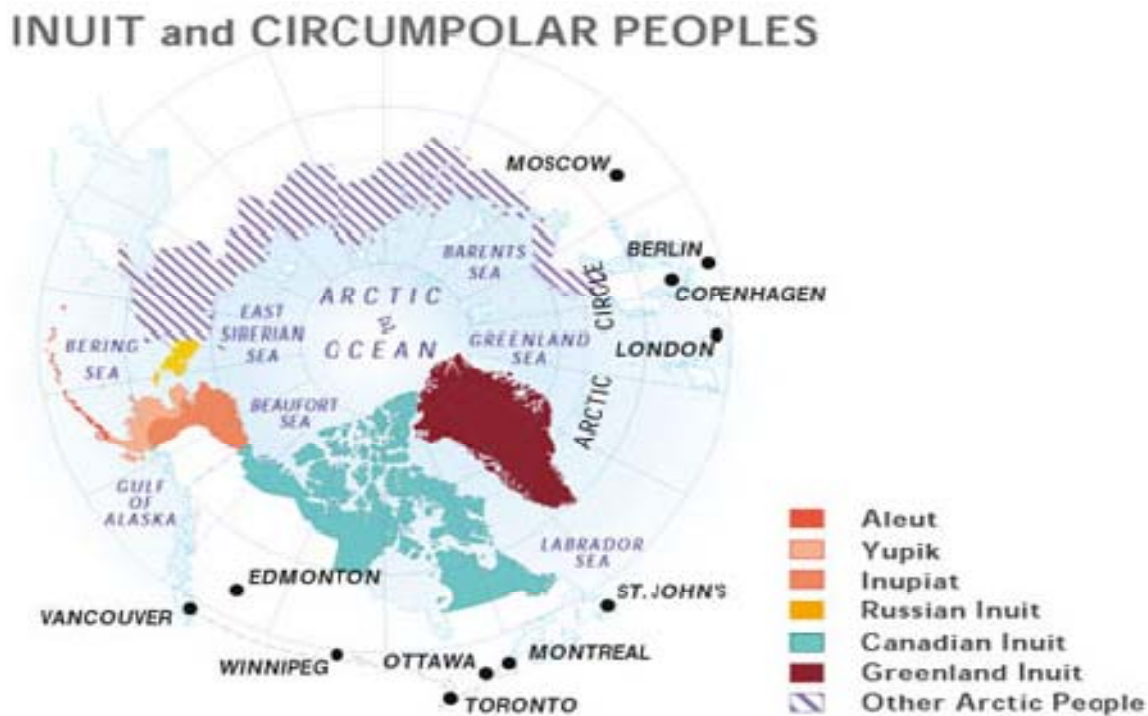 INUIT and CIRCUMPOLAR PEOPLES
MOSCOW
BARENTS
SEA
BERLIN
COPENHAGEN
ARCTIC
OCEAN
EAST
SIBERIAN
SEA
BERING
SEA
GREENLAND
SEA
LONDON
ARCTIC CIRCLE
BEAUFORT
SEA
GULF
OF
ALASKA
LABRADOR
SEA
EDMONTON
VANCOUVER
ST. JOHN'S
WINNIPEG
OTTAWA
MONTREAL
TORONTO
Aleut
Yupik
Inupiat
Russian Inuit
Canadian Inuit
Greenland Inuit
Other Arctic People